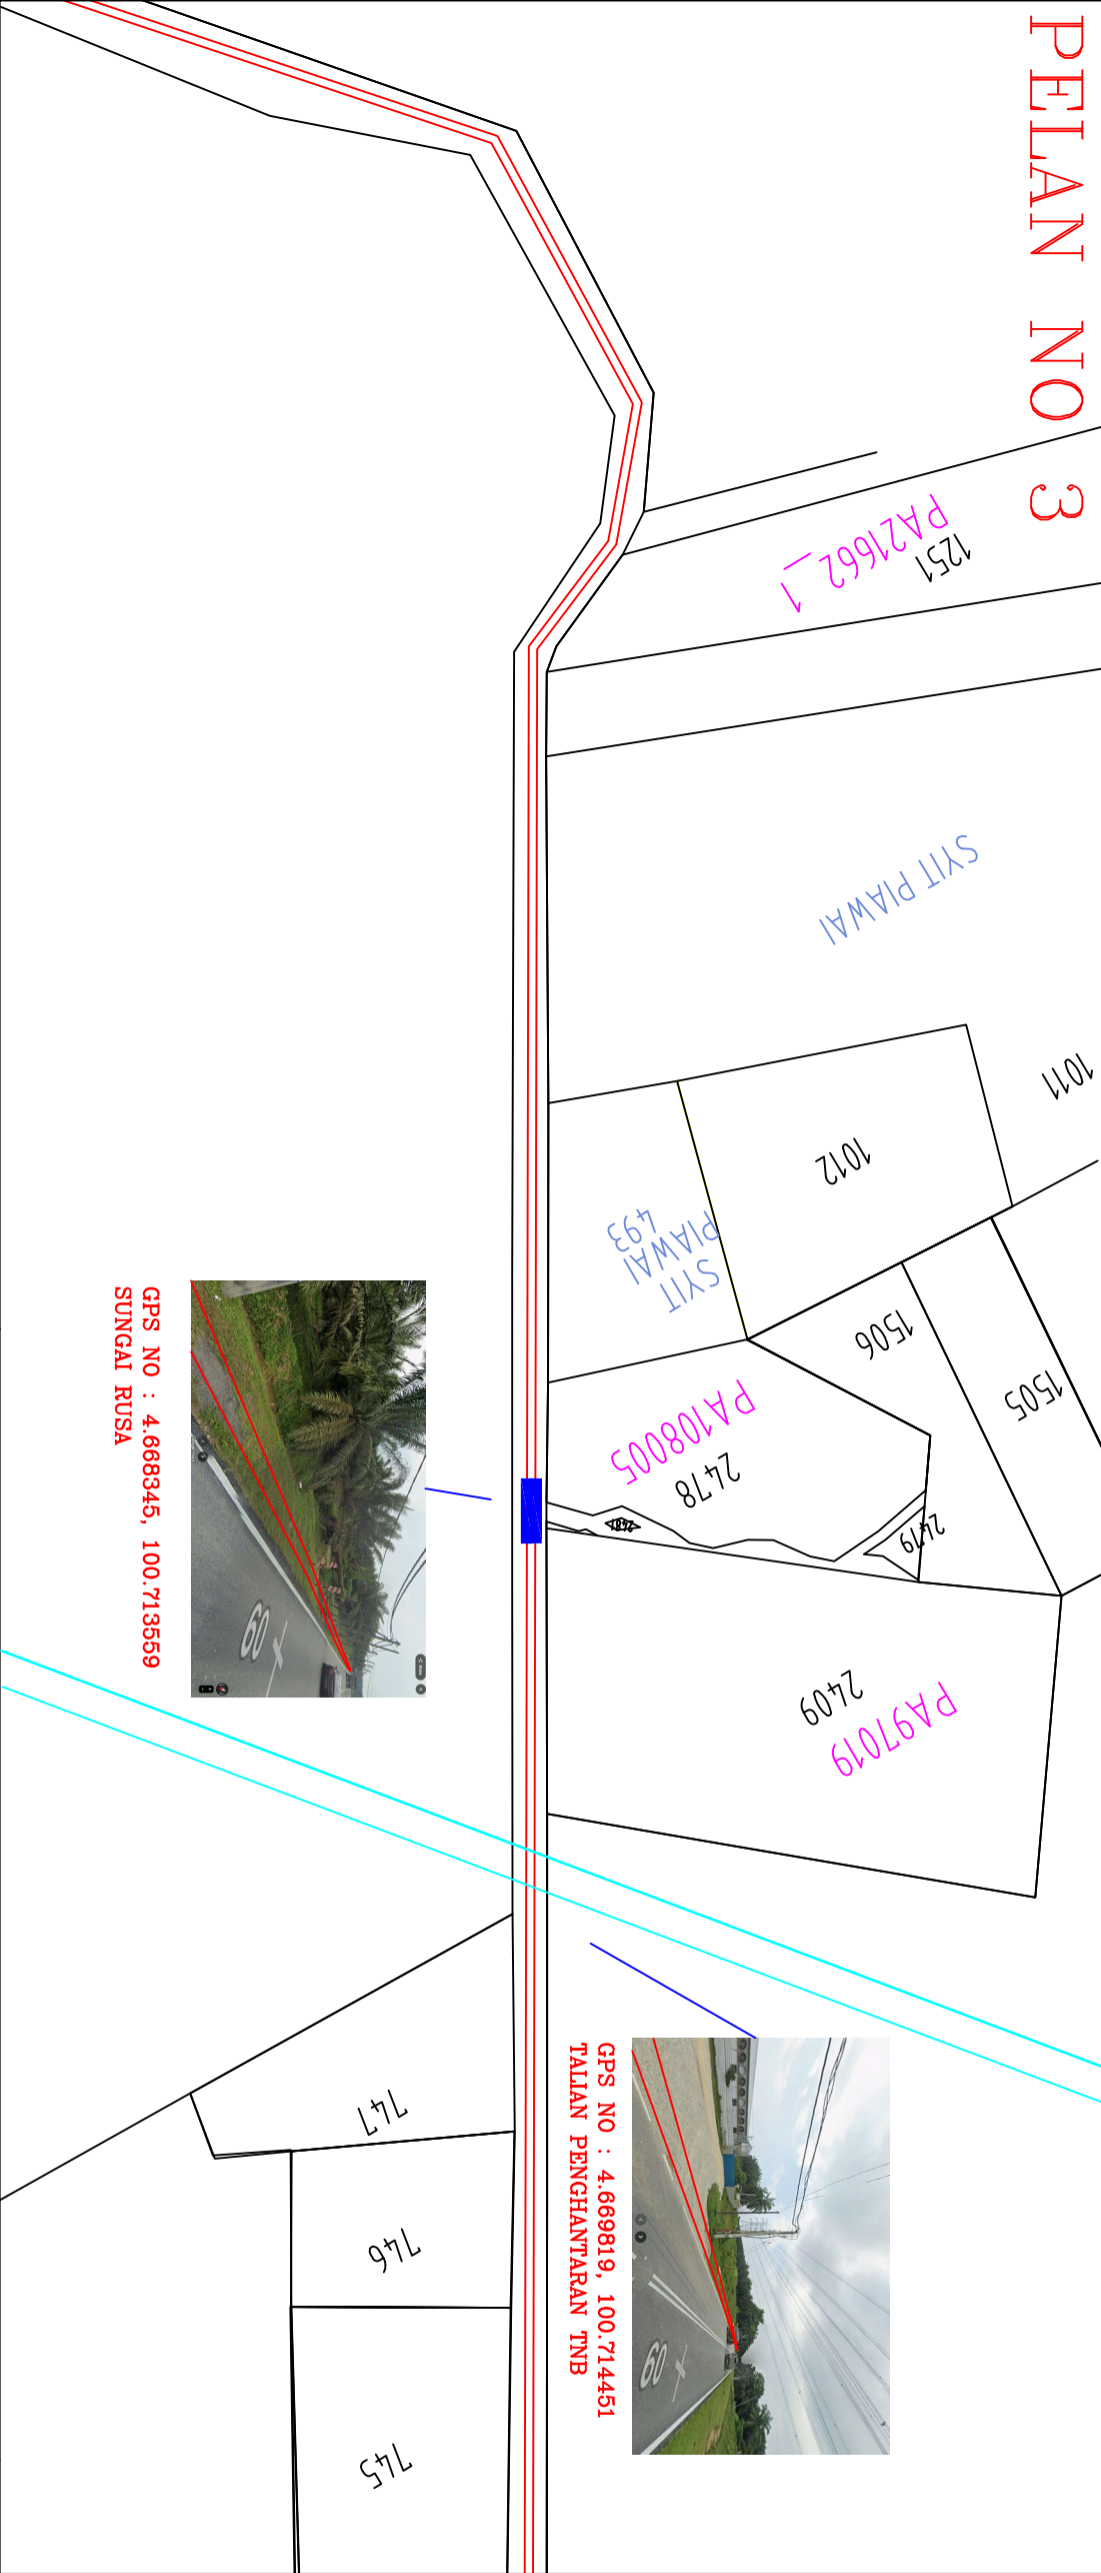 PELAN NO 3
PA21662_1
1251
SYIT PIAWAI
1011
1012
SYIT
PIAWAI
493
1506
1505
PA108005
2478
2479
2409
PA97019
GPS NO : 4.668345, 100.713559
SUNGAI RUSA
60
GPS NO : 4.669819, 100.714451
TALIAN PENGHANTARAN TNB
60
747
746
745